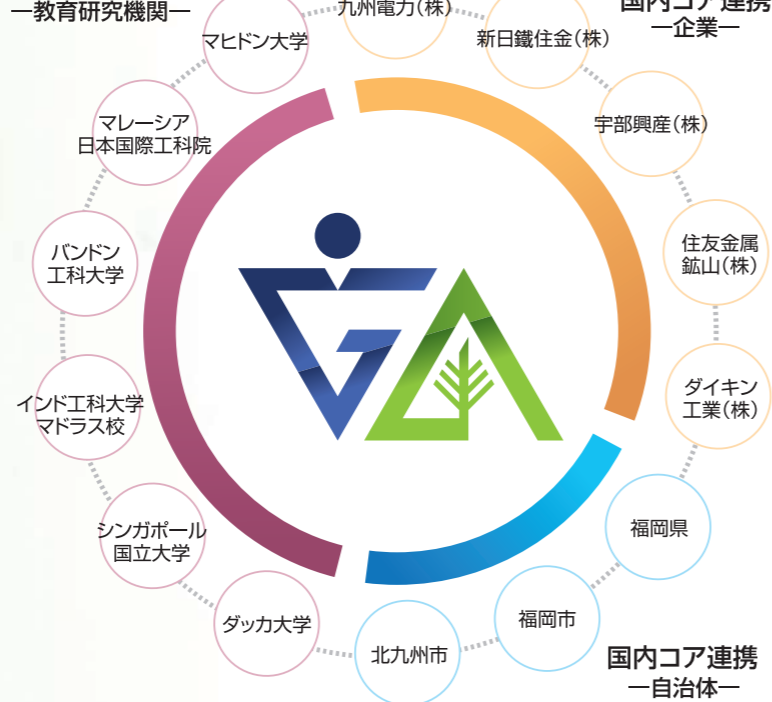 ―教育研究機関―
国内コア連携
―企業―
九州電力(株)
新日鐵住金(株)
宇部興産(株)
住友金属
鉱山(株)
ダイキン
工業(株)
福岡県
福岡市
北九州市
ダッカ大学
シンガポール
国立大学
インド工科大学
マドラス校
バンドン
工科大学
マレーシア
日本国際工科院
マヒドン大学
国内コア連携
―自治体―